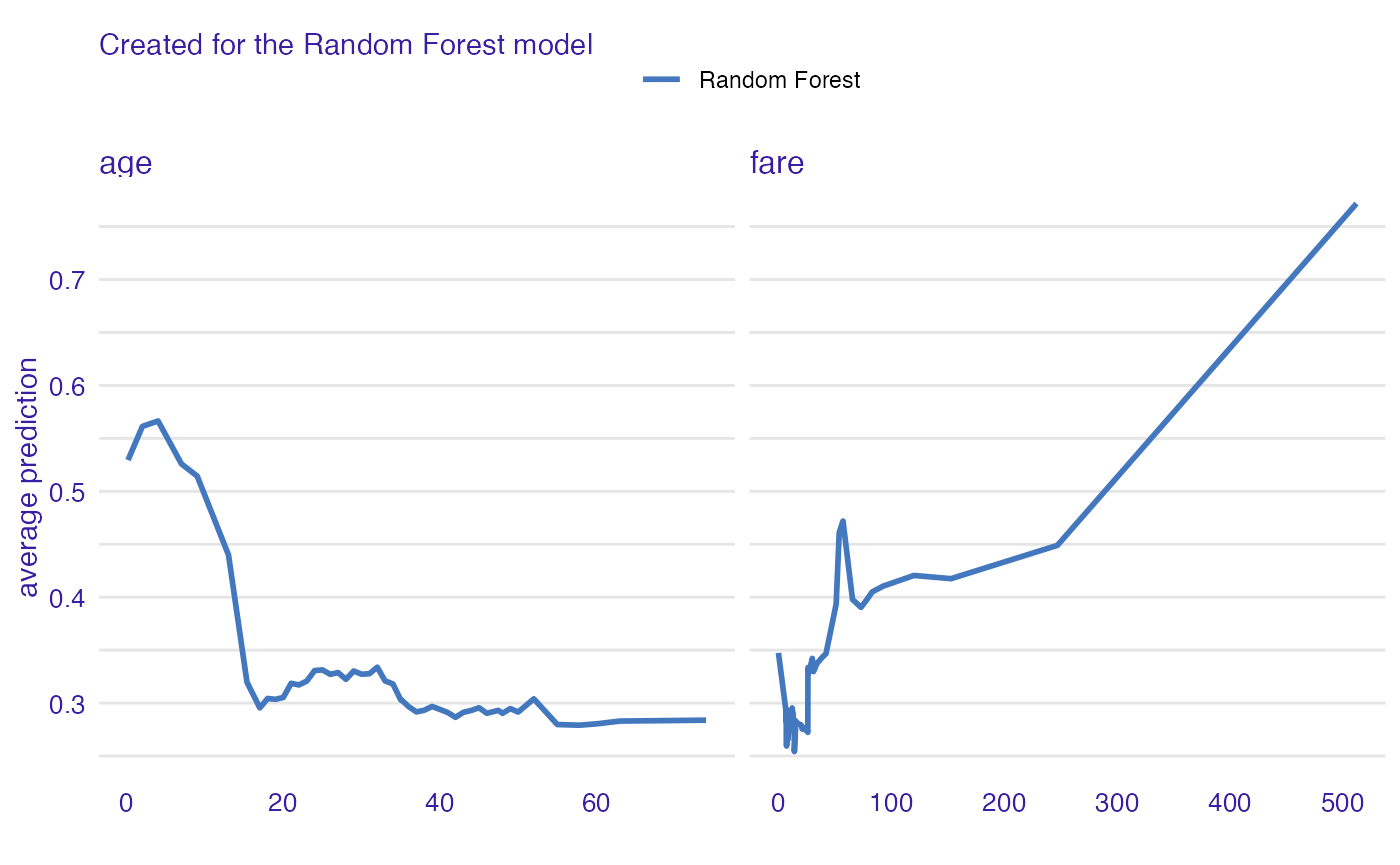 Created for the Random Forest model
Random Forest
age
fare
average prediction
0.7
0.6
0.5
0.4
0.3
0 20 40 60
0 100 200 300 400 500